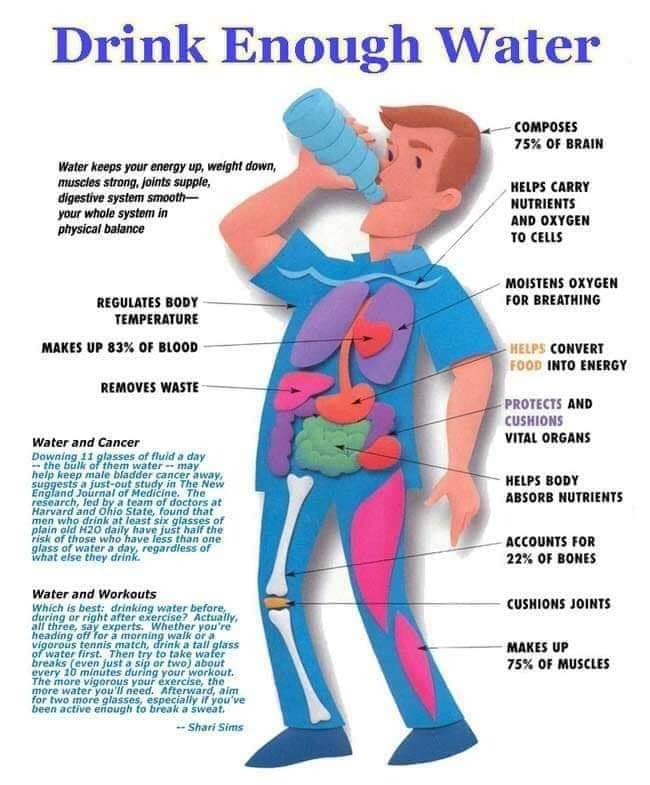 Drink Enough Water
Water keeps your energy up, weight down,
muscles strong, joints supple,
digestive system smooth—
your whole system in
physical balance
COMPOSES
75% OF BRAIN
HELPS CARRY
NUTRIENTS
AND OXYGEN
TO CELLS
MOISTENS OXYGEN
FOR BREATHING
REGULATES BODY
TEMPERATURE
MAKES UP 83% OF BLOOD
HELPS CONVERT
FOOD INTO ENERGY
REMOVES WASTE
PROTECTS AND
CUSHIONS
VITAL ORGANS
Water and Cancer
Downing 11 glasses of fluid a day
-- the bulk of them water -- may
help keep male bladder cancer away,
suggests a just-out study in The New
England Journal of Medicine. The
research, led by a team of doctors at
Harvard and Ohio State, found that
men who drink at least six glasses of
plain old H20 daily have just half the
risk of those who have less than one
glass of water a day, regardless of
what else they drink.
HELPS BODY
ABSORB NUTRIENTS
ACCOUNTS FOR
22% OF BONES
CUSHIONS JOINTS
MAKES UP
75% OF MUSCLES
Water and Workouts
Which is best: drinking water before,
during or right after exercise? Actually,
all three, say experts. Whether you're
heading off for a morning walk or a
vigorous tennis match, drink a tall glass
of water first. Then try to take water
breaks (even just a sip or two) about
every 10 minutes during your workout.
The more vigorous your exercise, the
more water you'll need. Afterward, aim
for two more glasses, especially if you've
been active enough to break a sweat.
-- Shari Sims